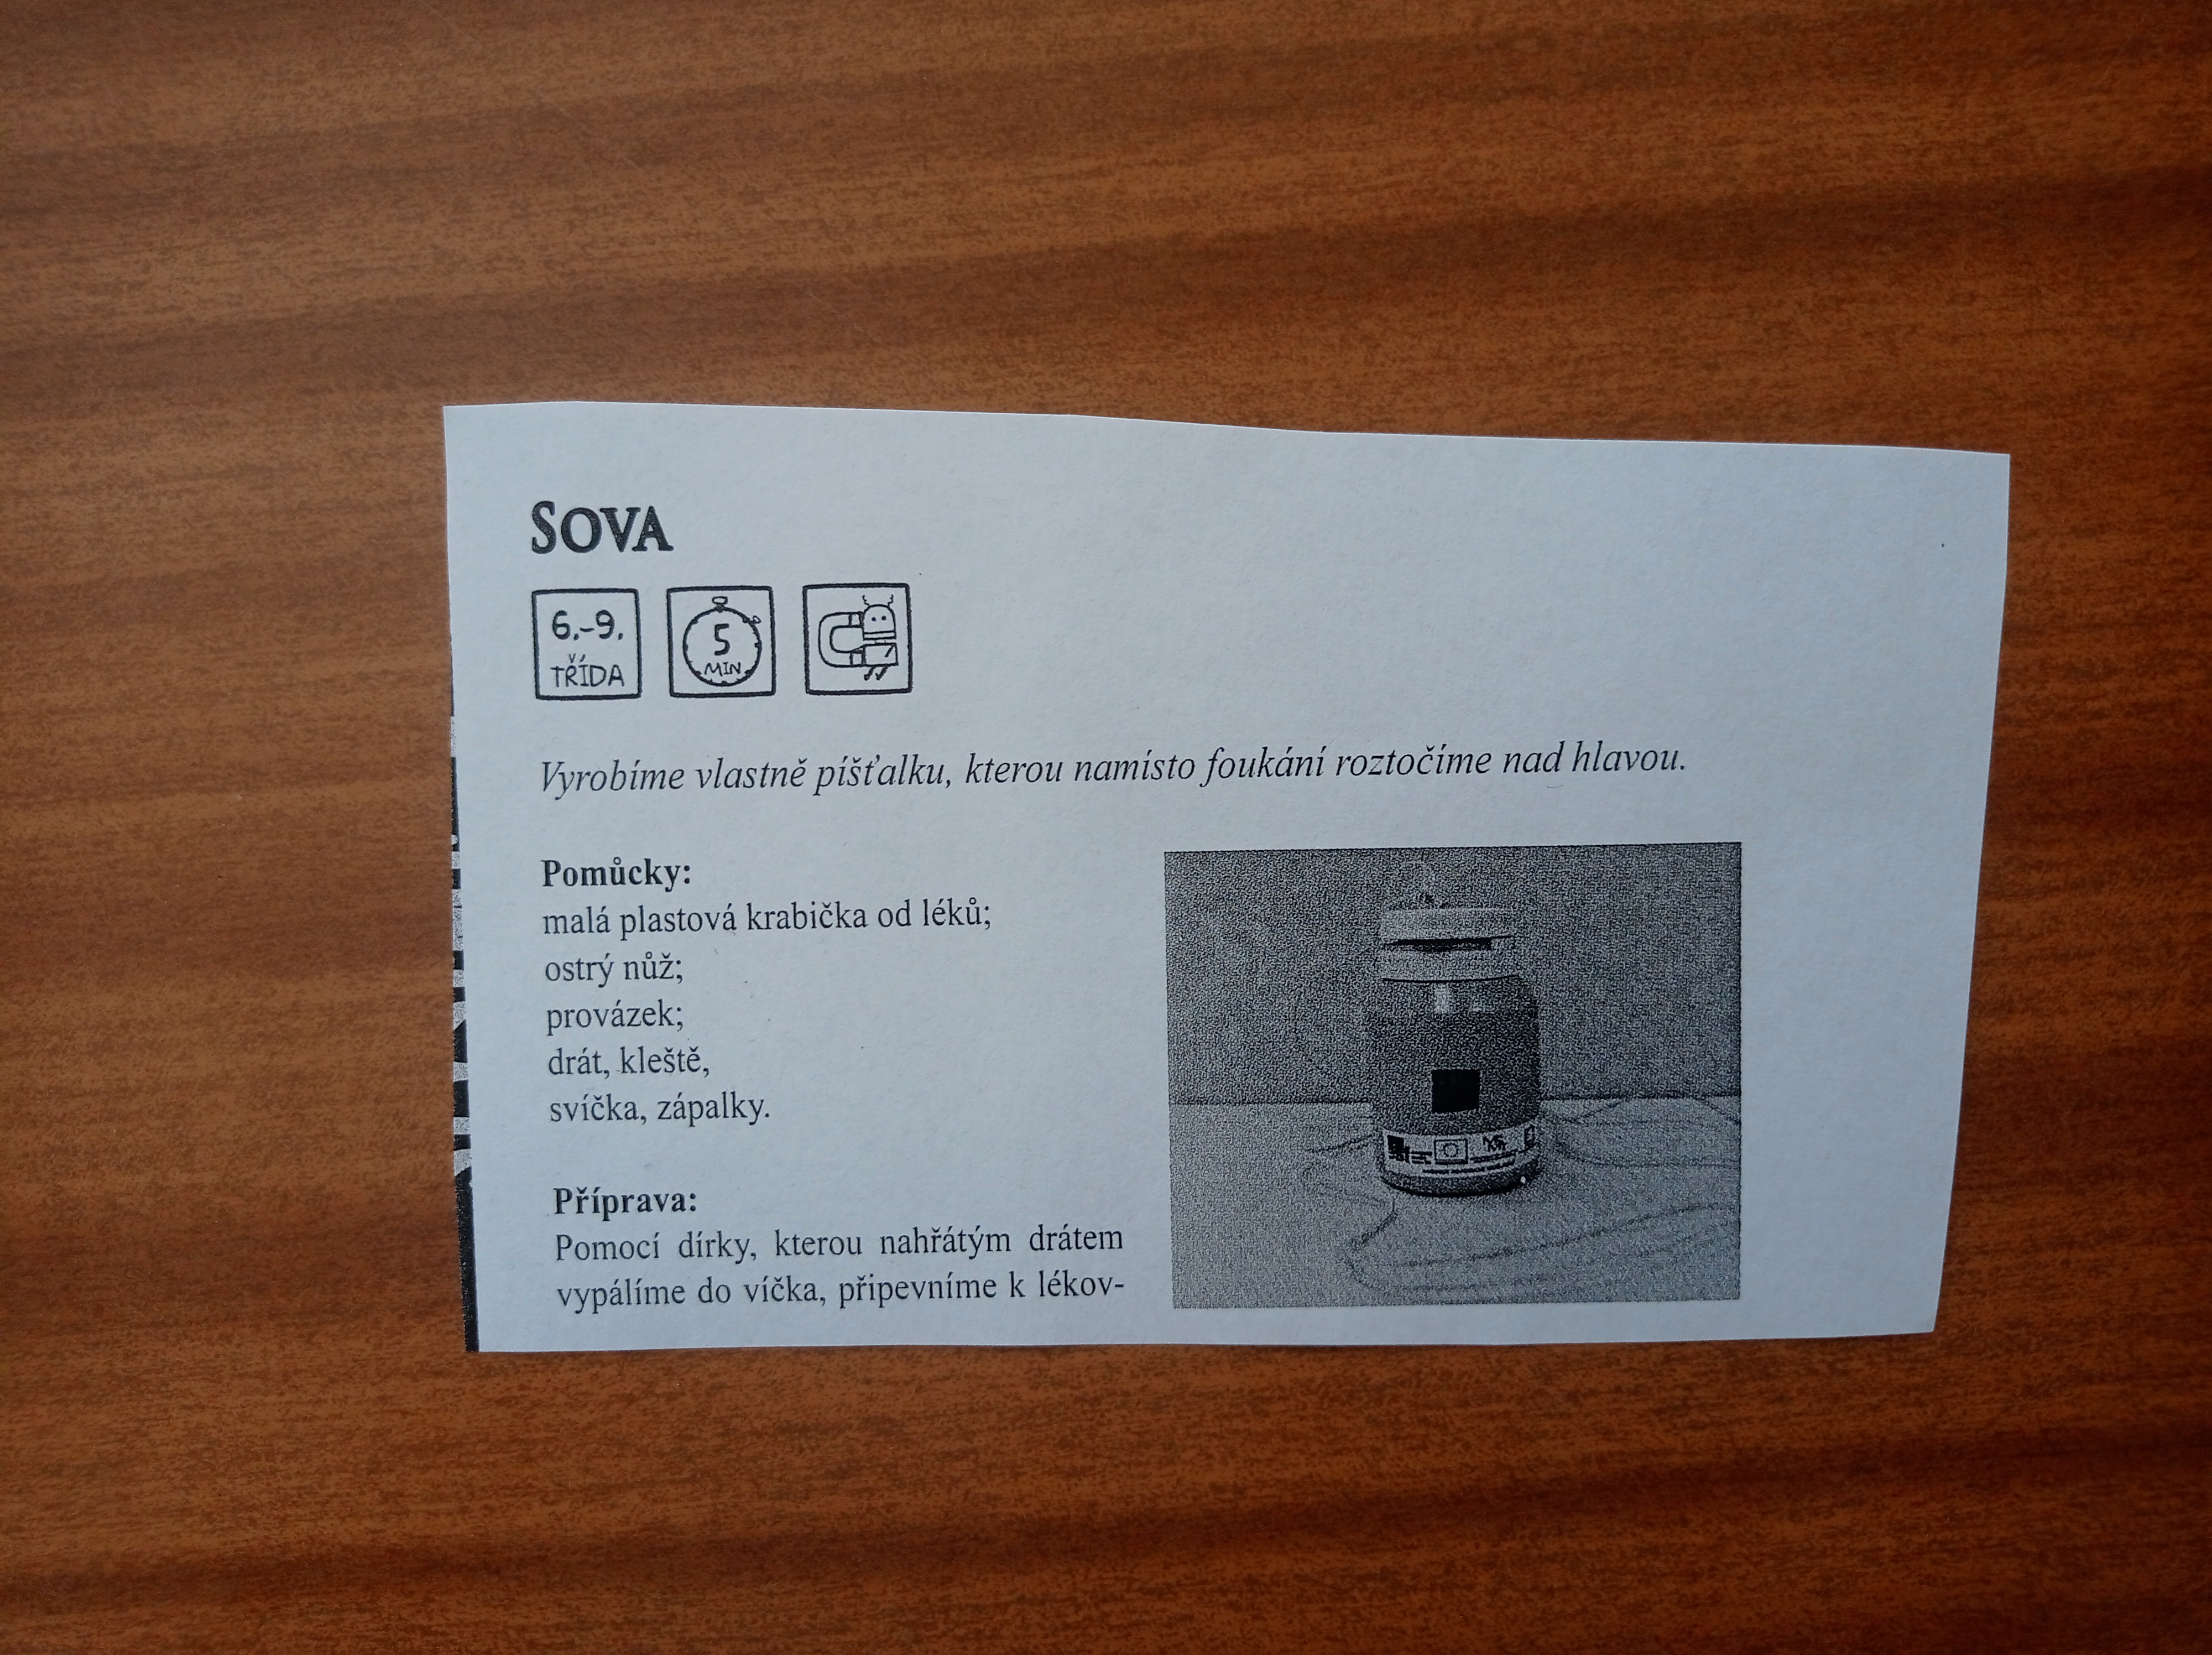 SOVA
6.-9.
TŘÍDA
5
MIN
Vyrobíme vlastně píšťalku, kterou namísto foukání roztočíme nad hlavou.
Pomůcky:
malá plastová krabička od léků;
ostrý nůž;
provázek;
drát, kleště,
svíčka, zápalky.
Příprava:
Pomocí dírky, kterou nahřátým drátem
vypálíme do víčka, připevníme k lékov-